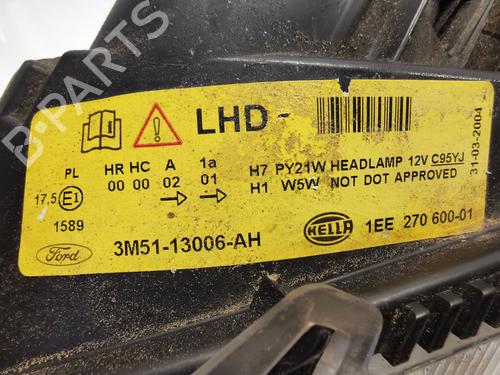 B-PARTS
LHD-
PL HR HC A 1a H7 PY21W HEADLAMP 12V C95YJ
17,5 E1 00 00 02 01 H1 W5W NOT DOT APPROVED
1589
31-03-2004
Ford 3M51-13006-AH HELLA 1EE 270 600-01